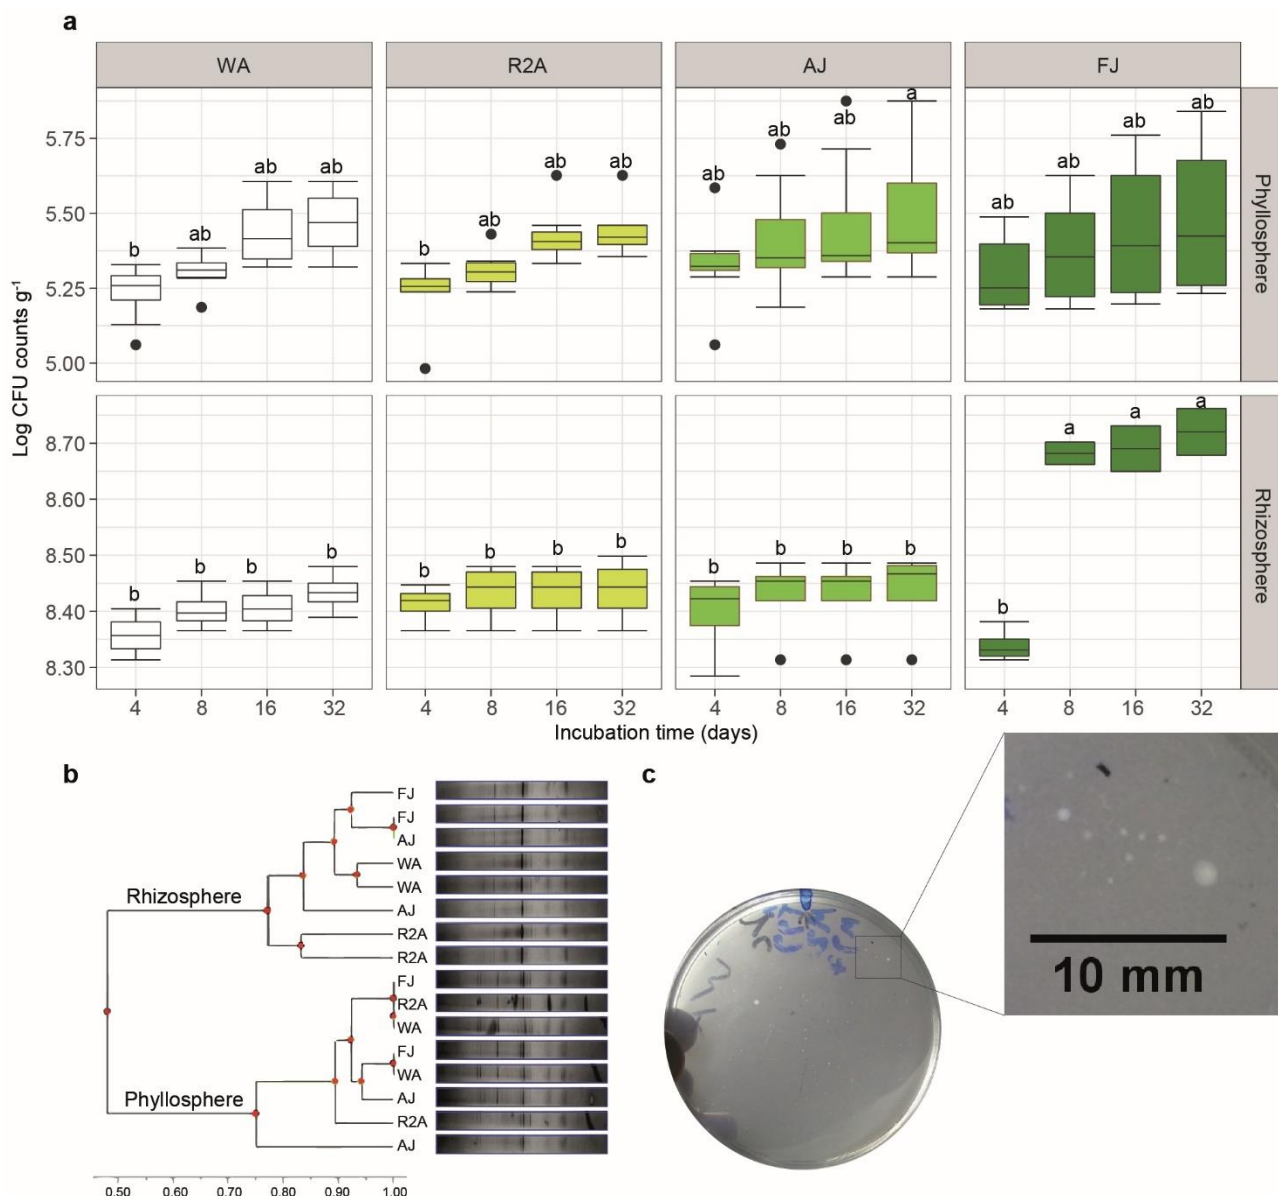 a
WA R2A AJ FJ
Log CFU counts g⁻¹
5.75
5.50
5.25
5.00
b ab ab ab
b ab ab ab
ab ab ab a
ab ab ab ab
Phyllosphere
8.70
8.60
8.50
8.40
8.30
b b b b
b b b b
b b b b
b a a a
Rhizosphere
4 8 16 32 4 8 16 32 4 8 16 32 4 8 16 32
Incubation time (days)
b
Rhizosphere
Phyllosphere
FJ
FJ
AJ
WA
WA
AJ
R2A
R2A
FJ
R2A
WA
FJ
WA
AJ
R2A
AJ
0.50 0.60 0.70 0.80 0.90 1.00
c
10 mm